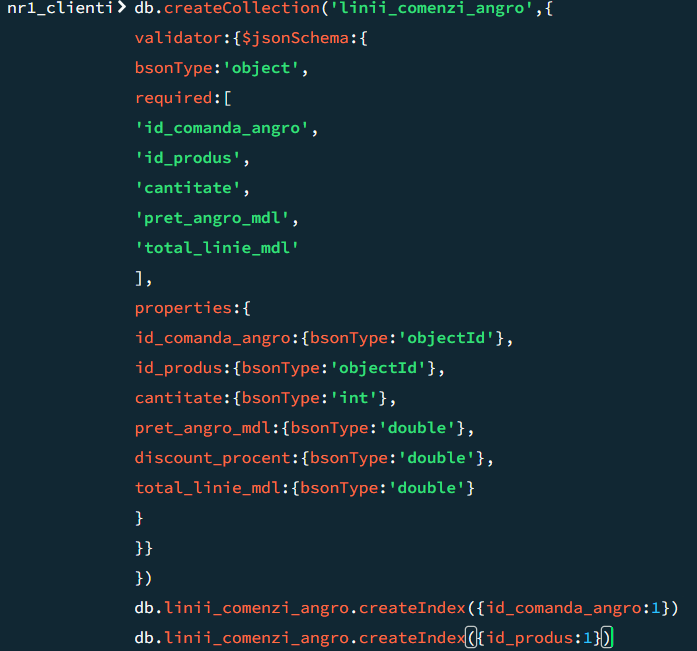 nr1_clienti> db.createCollection('linii_comenzi_angro',{
validator:{$jsonSchema:{
bsonType:'object',
required:[
'id_comanda_angro',
'id_produs',
'cantitate',
'pret_angro_mdl',
'total_linie_mdl'
],
properties:{
id_comanda_angro:{bsonType:'objectId'},
id_produs:{bsonType:'objectId'},
cantitate:{bsonType:'int'},
pret_angro_mdl:{bsonType:'double'},
discount_procent:{bsonType:'double'},
total_linie_mdl:{bsonType:'double'}
}
}}
})
db.linii_comenzi_angro.createIndex({id_comanda_angro:1})
db.linii_comenzi_angro.createIndex({id_produs:1})